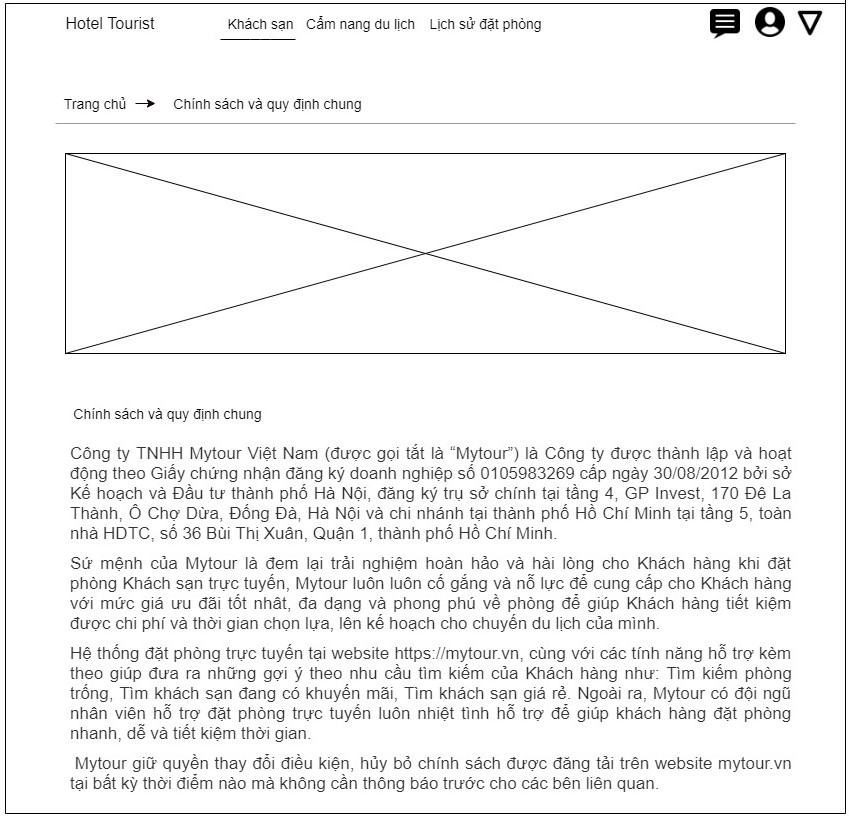 Hotel Tourist Khách sạn Cẩm nang du lịch Lịch sử đặt phòng
Trang chủ Chính sách và quy định chung
Chính sách và quy định chung
Công ty TNHH Mytour Việt Nam (được gọi tắt là “Mytour”) là Công ty được thành lập và hoạt
động theo Giấy chứng nhận đăng ký doanh nghiệp số 0105983269 cấp ngày 30/08/2012 bởi sở
Kế hoạch và Đầu tư thành phố Hà Nội, đăng ký trụ sở chính tại tầng 4, GP Invest, 170 Đê La
Thành, Ô Chợ Dừa, Đống Đà, Hà Nội và chi nhánh tại thành phố Hồ Chí Minh tại tầng 5, toàn
nhà HDTC, số 36 Bùi Thị Xuân, Quận 1, thành phố Hồ Chí Minh.
Sứ mệnh của Mytour là đem lại trải nghiệm hoàn hảo và hài lòng cho Khách hàng khi đặt
phòng Khách sạn trực tuyến, Mytour luôn luôn cố gắng và nỗ lực để cung cấp cho Khách hàng
với mức giá ưu đãi tốt nhât, đa dạng và phong phú về phòng để giúp Khách hàng tiết kiệm
được chi phí và thời gian chọn lựa, lên kế hoạch cho chuyến du lịch của mình.
Hệ thống đặt phòng trực tuyến tại website https://mytour.vn, cùng với các tính năng hỗ trợ kèm
theo giúp đưa ra những gợi ý theo nhu cầu tìm kiếm của Khách hàng như: Tìm kiếm phòng
trống, Tìm khách sạn đang có khuyến mãi, Tìm khách sạn giá rẻ. Ngoài ra, Mytour có đội ngũ
nhân viên hỗ trợ đặt phòng trực tuyến luôn nhiệt tình hỗ trợ để giúp khách hàng đặt phòng
nhanh, dễ và tiết kiệm thời gian.
Mytour giữ quyền thay đổi điều kiện, hủy bỏ chính sách được đăng tải trên website mytour.vn
tại bất kỳ thời điểm nào mà không cần thông báo trước cho các bên liên quan.